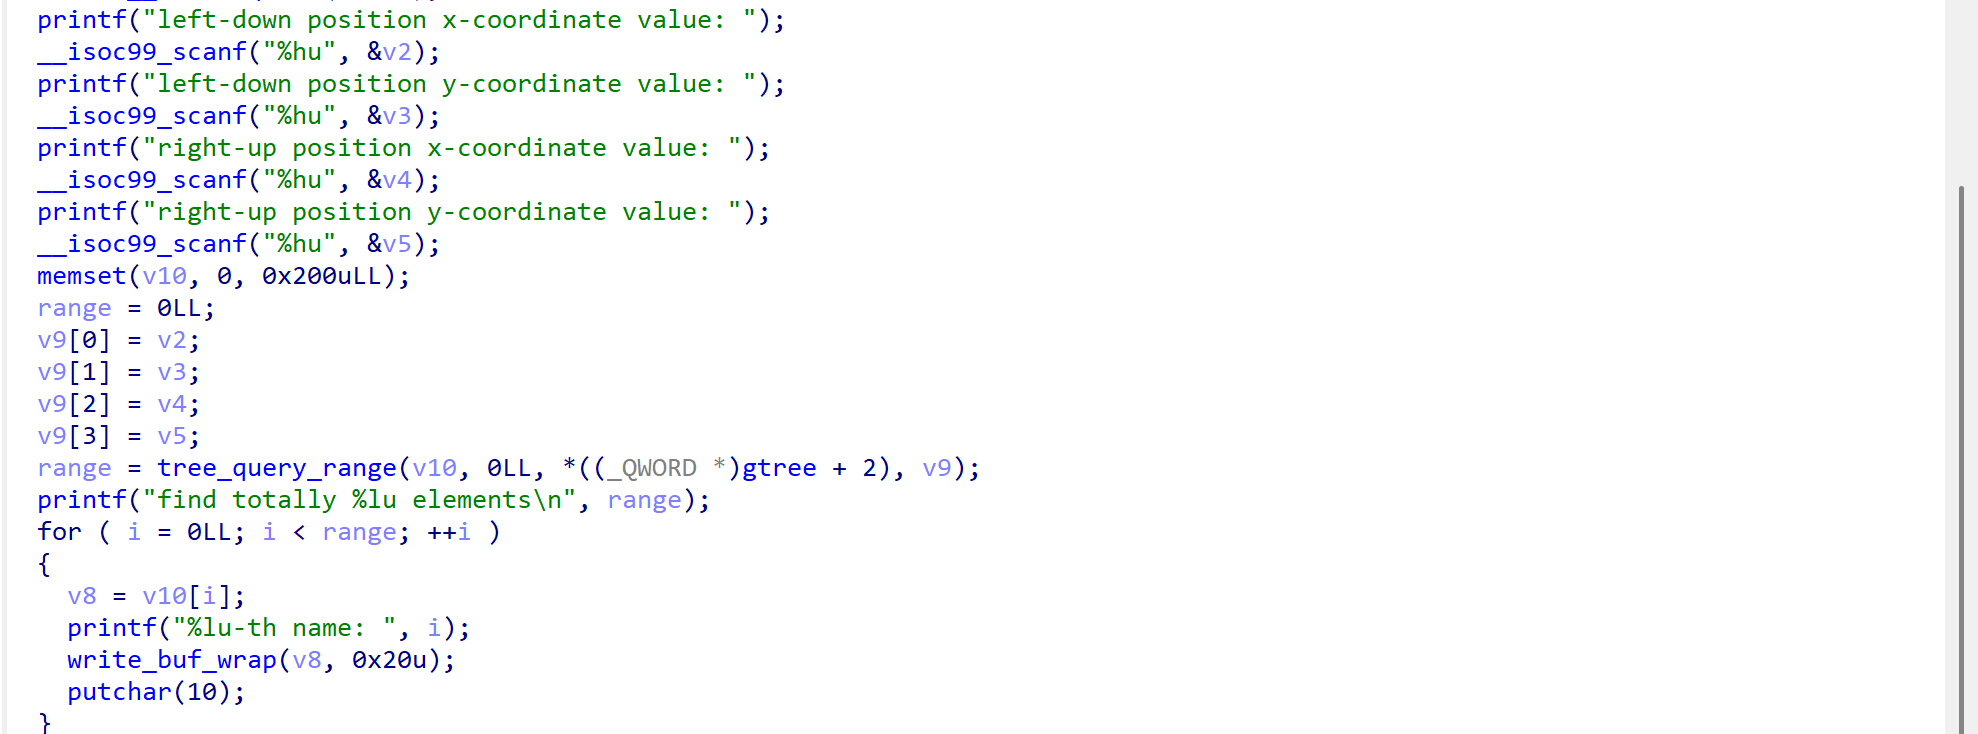 printf("left-down position x-coordinate value: ");
__isoc99_scanf("%hu", &v2);
printf("left-down position y-coordinate value: ");
__isoc99_scanf("%hu", &v3);
printf("right-up position x-coordinate value: ");
__isoc99_scanf("%hu", &v4);
printf("right-up position y-coordinate value: ");
__isoc99_scanf("%hu", &v5);
memset(v10, 0, 0x200uLL);
range = 0LL;
v9[0] = v2;
v9[1] = v3;
v9[2] = v4;
v9[3] = v5;
range = tree_query_range(v10, 0LL, *((_QWORD *)gtree + 2), v9);
printf("find totally %lu elements\n", range);
for ( i = 0LL; i < range; ++i )
{
  v8 = v10[i];
  printf("%lu-th name: ", i);
  write_buf_wrap(v8, 0x20u);
  putchar(10);
}